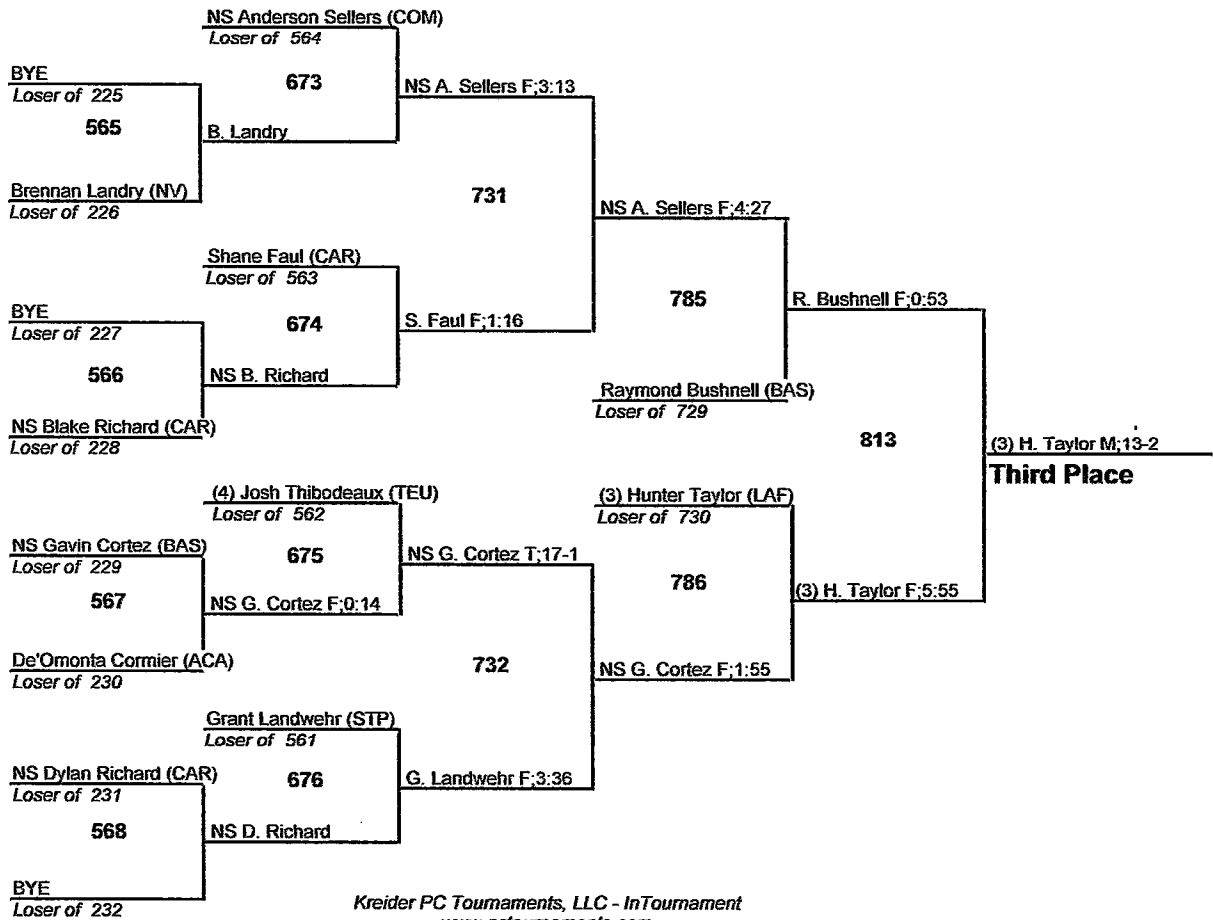 NS Anderson Sellers (COM)
Loser of 564
BYE
Loser of 225
673
NS A. Sellers F;3:13
565
B. Landry
Brennan Landry (NV)
Loser of 226
731
NS A. Sellers F;4:27
Shane Faul (CAR)
Loser of 563
BYE
Loser of 227
674
S. Faul F;1:16
785
R. Bushnell F;0:53
566
NS B. Richard
Raymond Bushnell (BAS)
Loser of 729
NS Blake Richard (CAR)
Loser of 228
813
(3) H. Taylor M;13-2
Third Place
(4) Josh Thibodeaux (TEU)
Loser of 562
(3) Hunter Taylor (LAF)
Loser of 730
NS Gavin Cortez (BAS)
Loser of 229
675
NS G. Cortez T;17-1
786
567
NS G. Cortez F;0:14
(3) H. Taylor F;5:55
De'Omonta Cormier (ACA)
Loser of 230
732
NS G. Cortez F;1:55
Grant Landwehr (STP)
Loser of 561
NS Dylan Richard (CAR)
Loser of 231
676
G. Landwehr F;3:36
568
NS D. Richard
BYE
Loser of 232
Kreider PC Tournaments, LLC - InTournament